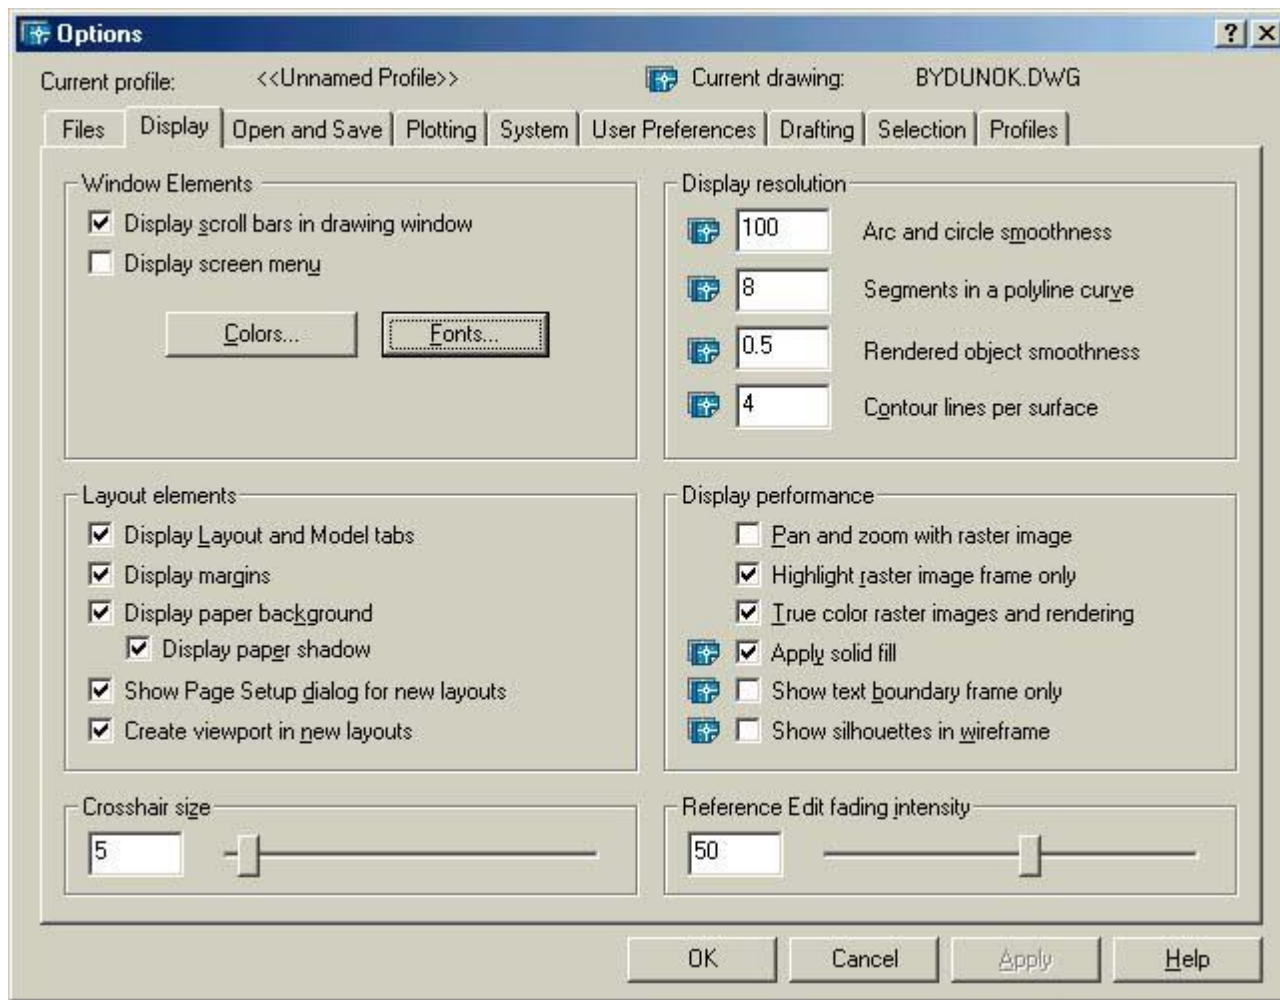 Options
Current profile: <<Unnamed Profile>> Current drawing: BYDUNOK.DWG
Files Display Open and Save Plotting System User Preferences Drafting Selection Profiles
Window Elements
Display scroll bars in drawing window
Display screen menu
Colors... Fonts...
Display resolution
100 Arc and circle smoothness
8 Segments in a polyline curve
0.5 Rendered object smoothness
4 Contour lines per surface
Layout elements
Display Layout and Model tabs
Display margins
Display paper background
Display paper shadow
Show Page Setup dialog for new layouts
Create viewport in new layouts
Display performance
Pan and zoom with raster image
Highlight raster image frame only
True color raster images and rendering
Apply solid fill
Show text boundary frame only
Show silhouettes in wireframe
Crosshair size
5
Reference Edit fading intensity
50
OK Cancel Apply Help